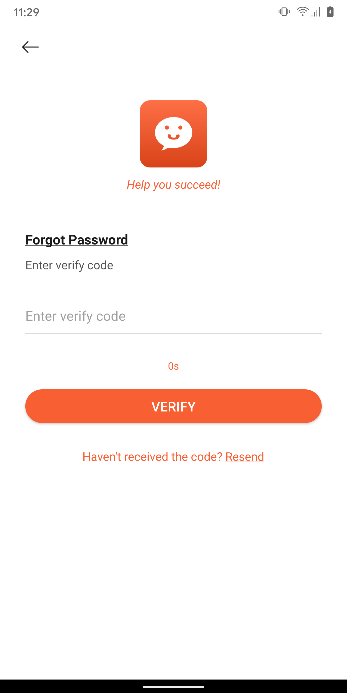 11:29
Help you succeed!
Forgot Password
Enter verify code
Enter verify code
0s
VERIFY
Haven't received the code? Resend